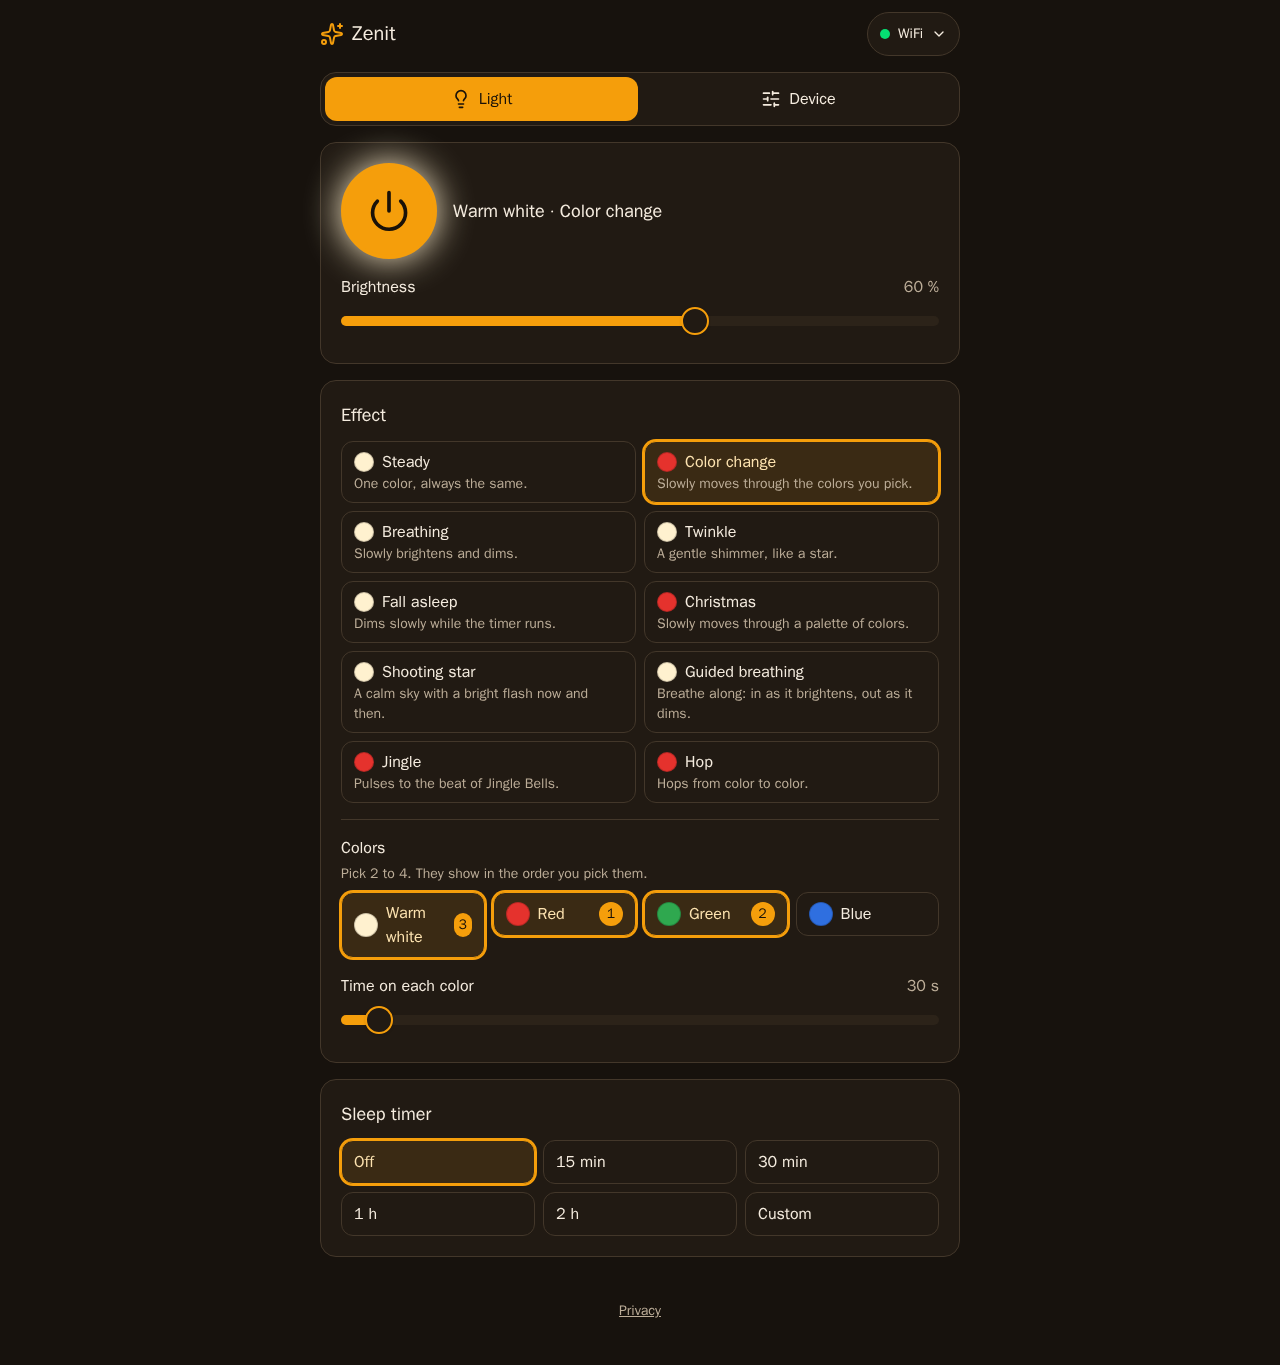 Zenit
WiFi
Light
Device
Warm white · Color change
Brightness
60 %
Effect
Steady
One color, always the same.
Color change
Slowly moves through the colors you pick.
Breathing
Slowly brightens and dims.
Twinkle
A gentle shimmer, like a star.
Fall asleep
Dims slowly while the timer runs.
Christmas
Slowly moves through a palette of colors.
Shooting star
A calm sky with a bright flash now and
then.
Guided breathing
Breathe along: in as it brightens, out as it
dims.
Jingle
Pulses to the beat of Jingle Bells.
Hop
Hops from color to color.
Colors
Pick 2 to 4. They show in the order you pick them.
Warm
white
3
Red
1
Green
2
Blue
Time on each color
30 s
Sleep timer
Off
15 min
30 min
1 h
2 h
Custom
Privacy